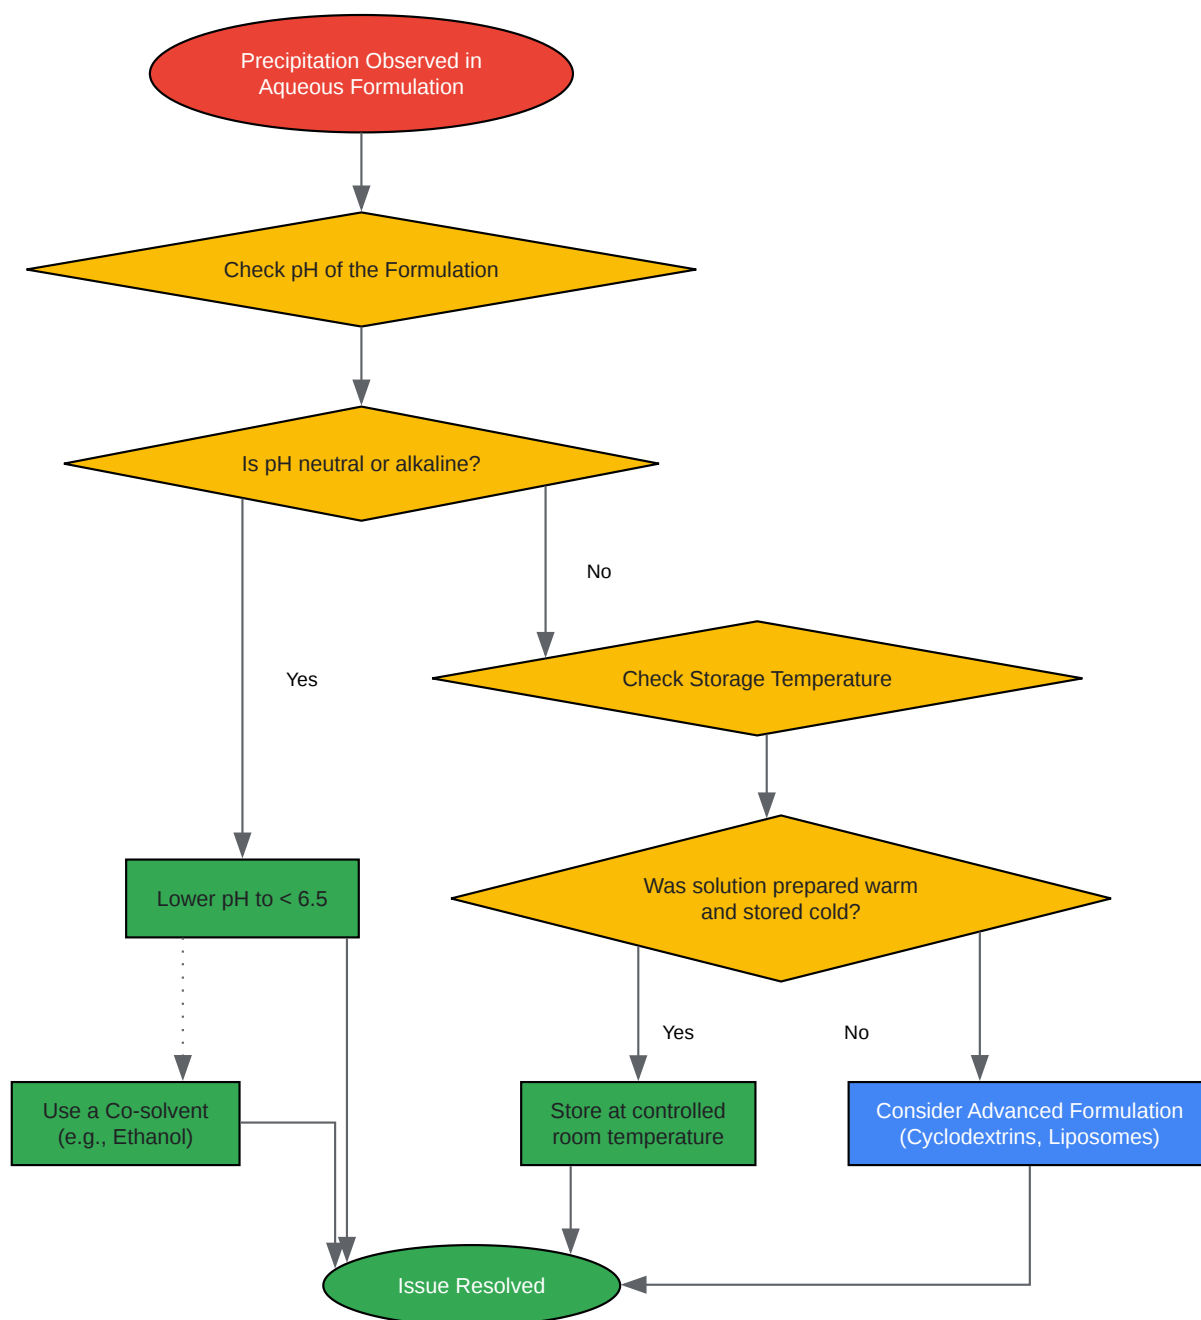 Precipitation Observed in
Aqueous Formulation
Check pH of the Formulation
Is pH neutral or alkaline?
No
Yes
Check Storage Temperature
Lower pH to < 6.5
Was solution prepared warm
and stored cold?
Yes
No
Use a Co-solvent
(e.g., Ethanol)
Store at controlled
room temperature
Consider Advanced Formulation
(Cyclodextrins, Liposomes)
Issue Resolved